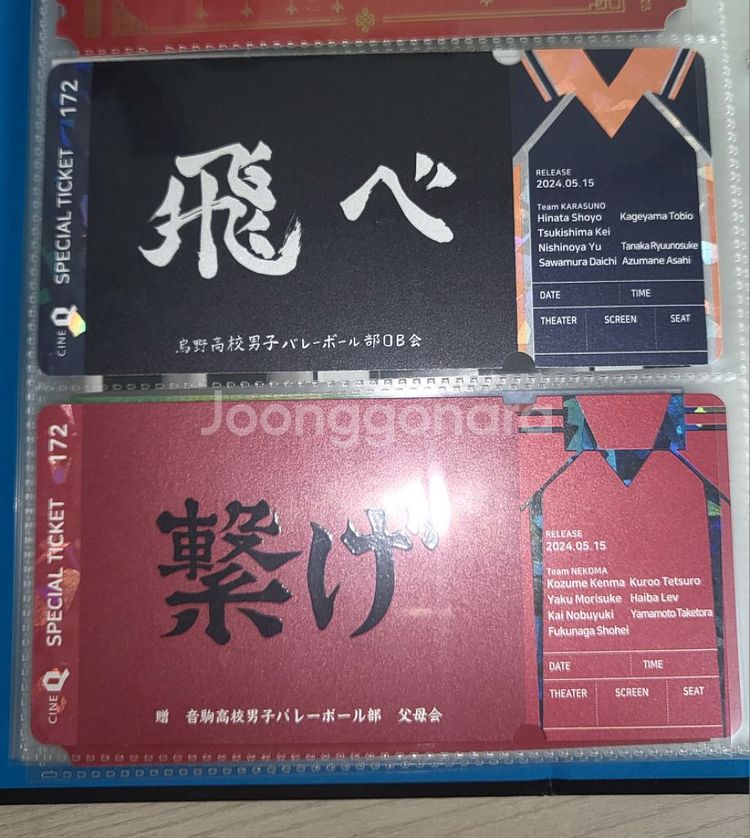 SPECIAL TICKET 172
CINE Q
飛べ
烏野高校男子バレーボール部OB会
RELEASE
2024.05.15
Team KARASUNO
Hinata Shoyo Kageyama Tobio
Tsukishima Kei
Nishinoya Yu Tanaka Ryuunosuke
Sawamura Daichi Azumane Asahi
DATE TIME
THEATER SCREEN SEAT
Joonggonara
SPECIAL TICKET 172
CINE Q
繋げ
贈 音駒高校男子バレーボール部 父母会
RELEASE
2024.05.15
Team NEKOMA
Kozume Kenma Kuroo Tetsuro
Yaku Morisuke Haiba Lev
Kai Nobuyuki Yamamoto Taketora
Fukunaga Shohei
DATE TIME
THEATER SCREEN SEAT